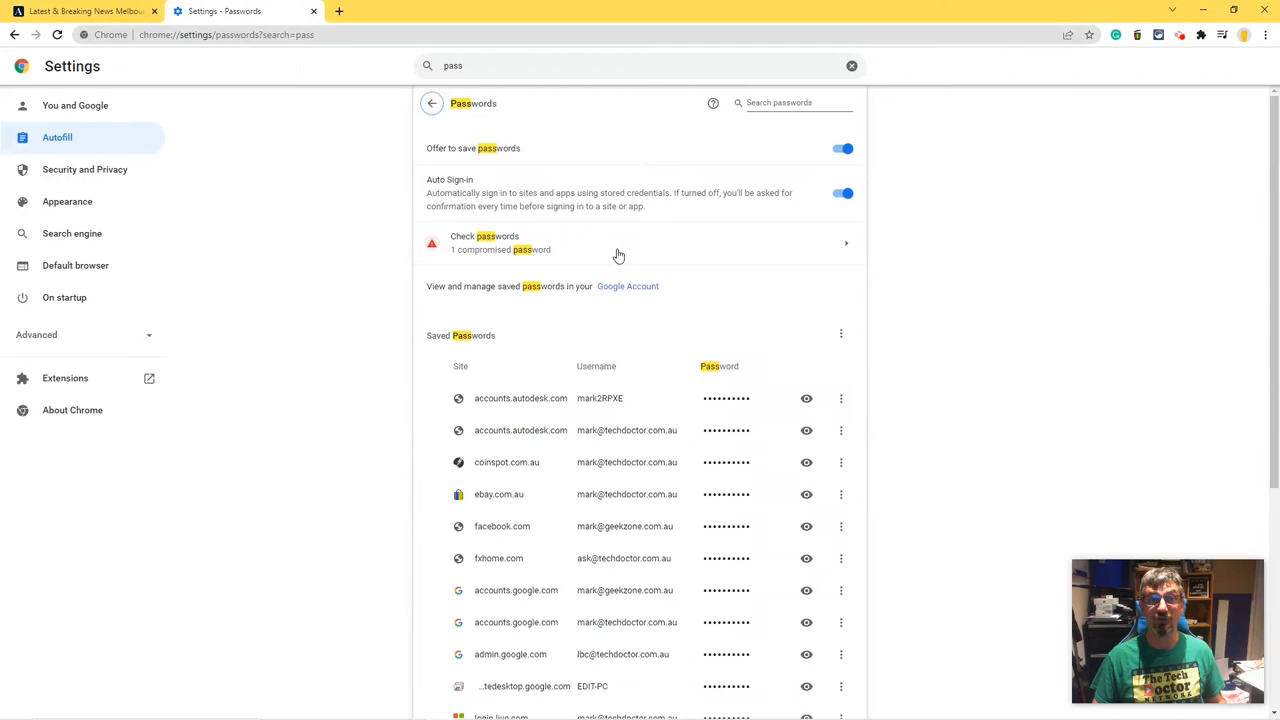 Latest & Breaking News Melbou
Settings - Passwords
Chrome
chrome://settings/passwords?search=pass
Settings
pass
You and Google
Autofill
Security and Privacy
Appearance
Search engine
Default browser
On startup
Advanced
Extensions
About Chrome
Passwords
Search passwords
Offer to save passwords
Auto Sign-in
Automatically sign in to sites and apps using stored credentials. If turned off, you'll be asked for
confirmation every time before signing in to a site or app.
Check passwords
1 compromised password
View and manage saved passwords in your Google Account
Saved Passwords
Site Username Password
accounts.autodesk.com mark2RPXE ••••••••••
accounts.autodesk.com mark@techdoctor.com.au ••••••••••
coinspot.com.au mark@techdoctor.com.au ••••••••••
ebay.com.au mark@techdoctor.com.au ••••••••••
facebook.com mark@geekzone.com.au ••••••••••
fxhome.com ask@techdoctor.com.au ••••••••••
accounts.google.com mark@geekzone.com.au ••••••••••
accounts.google.com mark@techdoctor.com.au ••••••••••
admin.google.com lbc@techdoctor.com.au ••••••••••
...tedesktop.google.com EDIT-PC ••••••••••
login.live.com mark@techdoctor.com.au ••••••••••
The Tech
Doctor